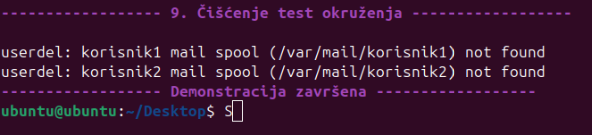 ----------------- 9. Čišćenje test okruženja -----------------
userdel: korisnik1 mail spool (/var/mail/korisnik1) not found
userdel: korisnik2 mail spool (/var/mail/korisnik2) not found
----------------- Demonstracija završena -----------------
ubuntu@ubuntu:~/Desktop$ S